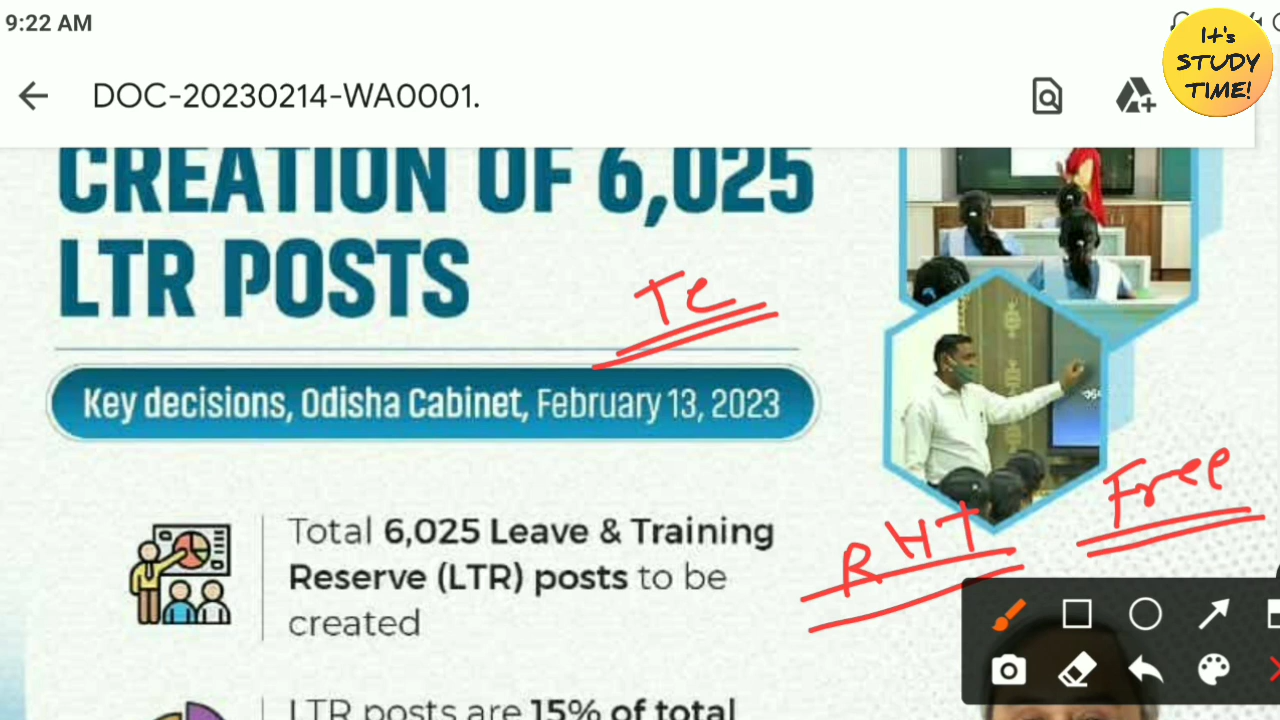 9:22 AM
It's
STUDY
TIME!
DOC-20230214-WA0001.
CREATION OF 6,025
LTR POSTS
Te
Key decisions, Odisha Cabinet, February 13, 2023
Free
RHT
Total 6,025 Leave & Training
Reserve (LTR) posts to be
created
LTR posts are 15% of total